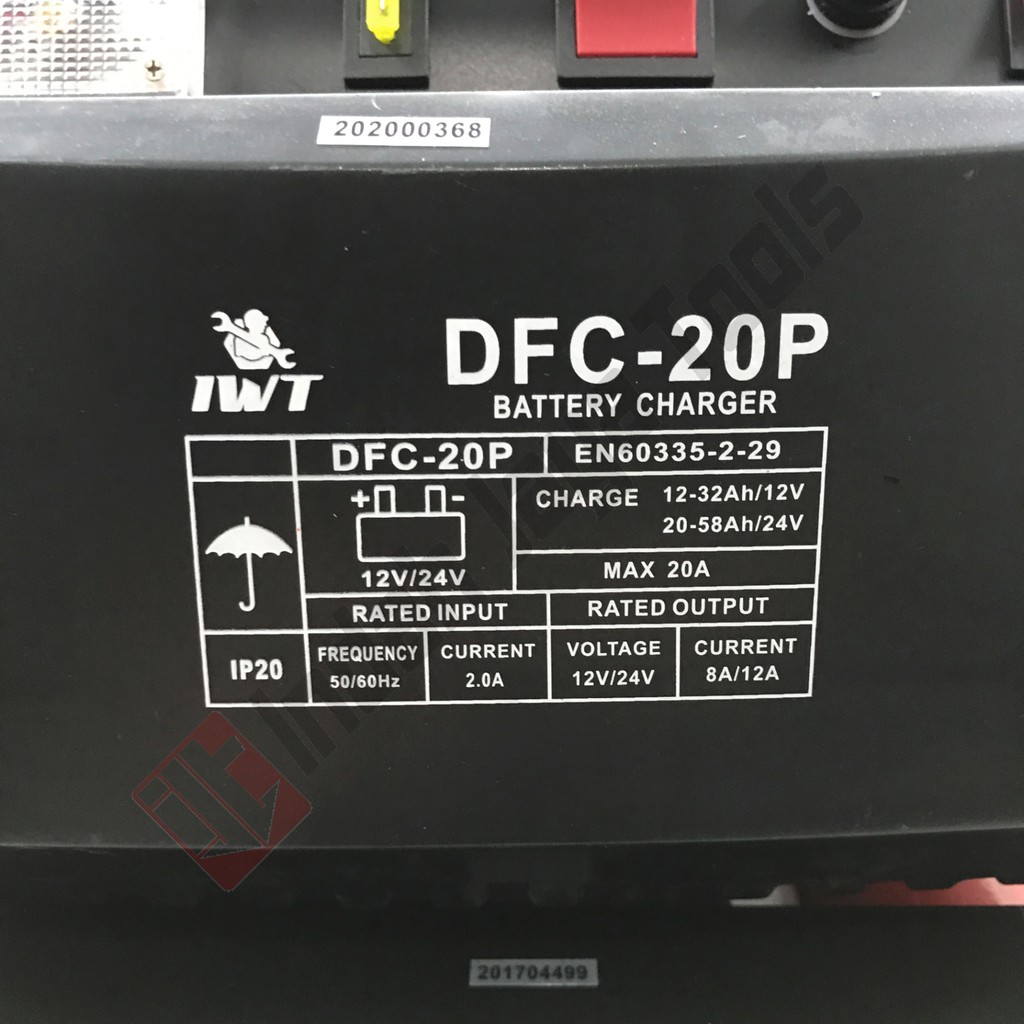 202000368
IWT
DFC-20P
BATTERY CHARGER
DFC-20P
EN60335-2-29
+ -
12V/24V
CHARGE 12-32Ah/12V
20-58Ah/24V
MAX 20A
RATED INPUT
RATED OUTPUT
IP20
FREQUENCY
50/60Hz
CURRENT
2.0A
VOLTAGE
12V/24V
CURRENT
8A/12A
201704499